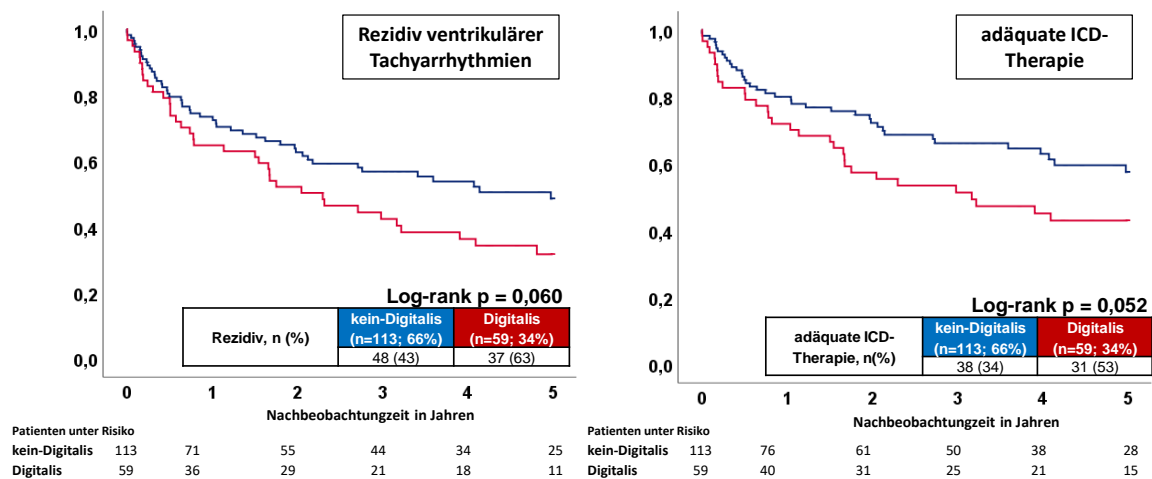 Rezidiv ventrikulärer
Tachyarrhythmien
1,0
0,8
0,6
0,4
0,2
0,0
Log-rank p = 0,060
Rezidiv, n (%)
kein-Digitalis
(n=113; 66%)
Digitalis
(n=59; 34%)
48 (43)
37 (63)
0 1 2 3 4 5
Nachbeobachtungzeit in Jahren
Patienten unter Risiko
kein-Digitalis 113 71 55 44 34 25
Digitalis 59 36 29 21 18 11
adäquate ICD-
Therapie
1,0
0,8
0,6
0,4
0,2
0,0
Log-rank p = 0,052
adäquate ICD-
Therapie, n(%)
kein-Digitalis
(n=113; 66%)
Digitalis
(n=59; 34%)
38 (34)
31 (53)
0 1 2 3 4 5
Nachbeobachtungzeit in Jahren
Patienten unter Risiko
kein-Digitalis 113 76 61 50 38 28
Digitalis 59 40 31 25 21 15